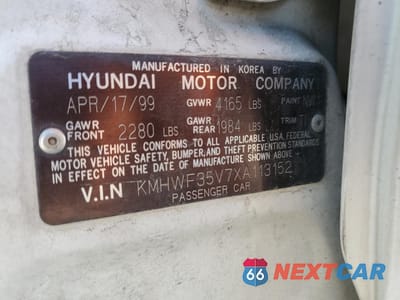 MANUFACTURED IN KOREA BY
HYUNDAI MOTOR COMPANY
APR/17/99 GVWR 4165 LBS PAINT
GAWR FRONT 2280 LBS GAWR REAR 1984 LBS TRIM
THIS VEHICLE CONFORMS TO ALL APPLICABLE U.S.A. FEDERAL
MOTOR VEHICLE SAFETY, BUMPER, AND THEFT PREVENTION STANDARDS
IN EFFECT ON THE DATE OF MANUFACTURE SHOWN ABOVE.
V.I.N KMHWF35V7XA113152
PASSENGER CAR
66 NEXTCAR